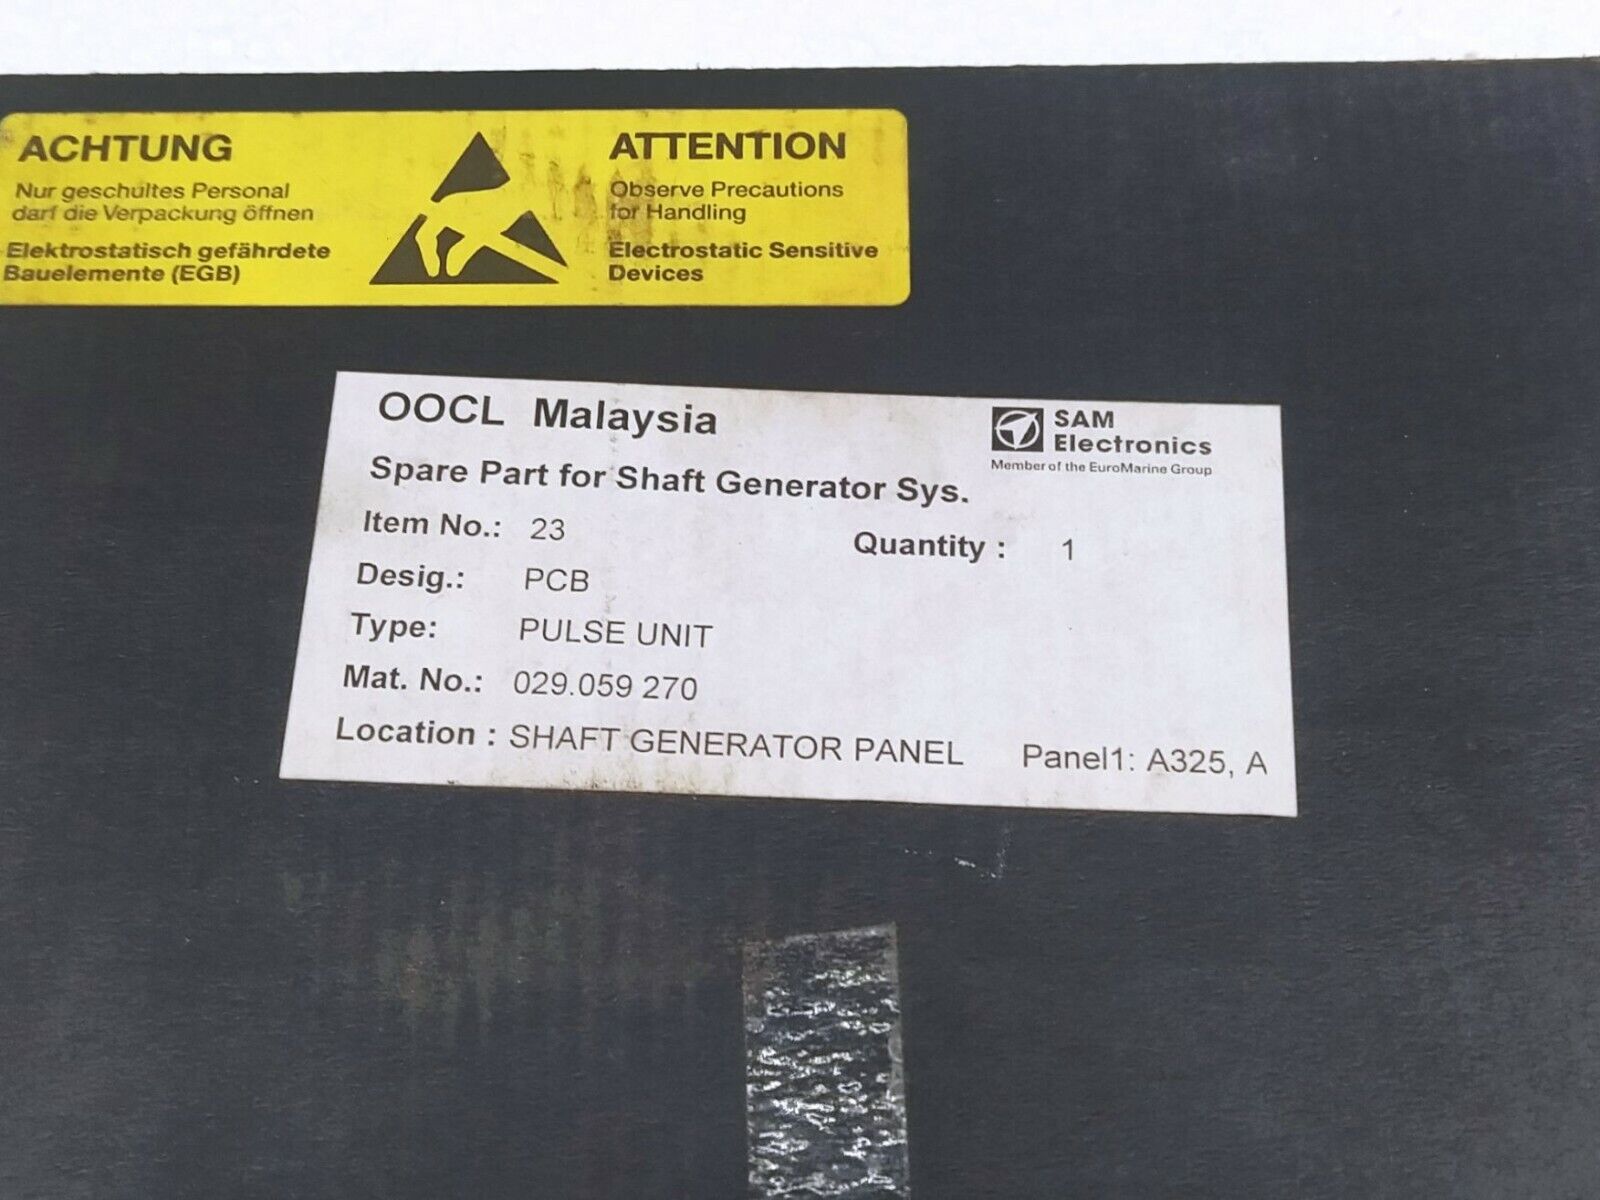 ACHTUNG
Nur geschultes Personal
darf die Verpackung öffnen
Elektrostatisch gefährdete
Bauelemente (EGB)
ATTENTION
Observe Precautions
for Handling
Electrostatic Sensitive
Devices
OOCL Malaysia
SAM
Electronics
Member of the EuroMarine Group
Spare Part for Shaft Generator Sys.
Item No.: 23
Quantity : 1
Desig.: PCB
Type: PULSE UNIT
Mat. No.: 029.059 270
Location : SHAFT GENERATOR PANEL Panel1: A325, A